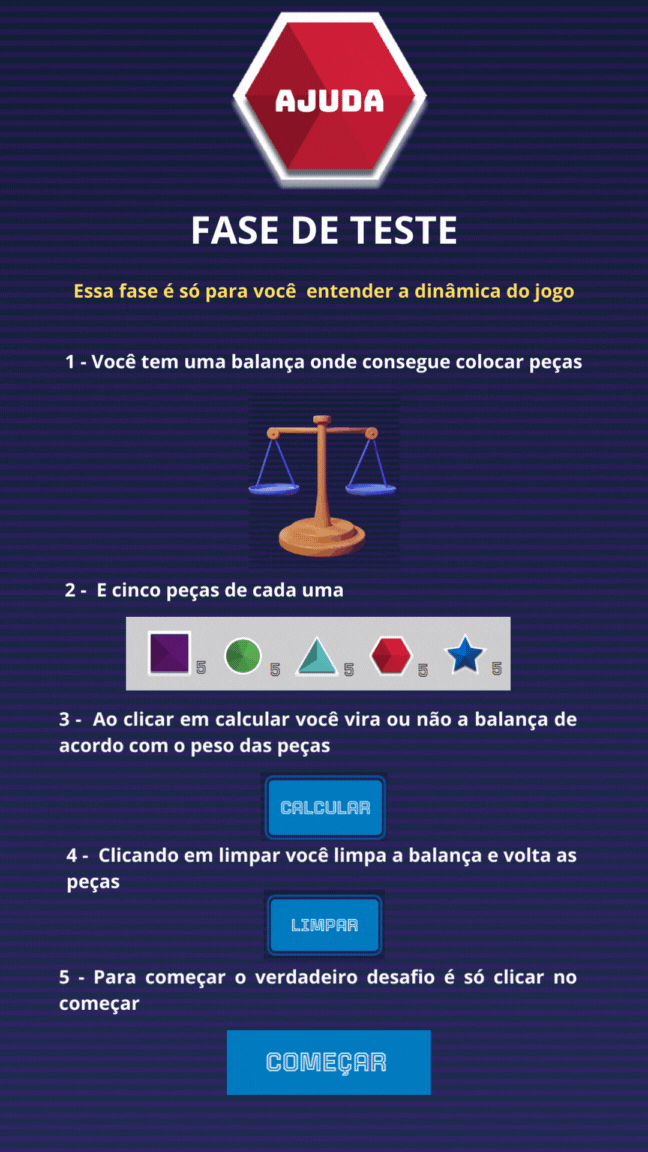 AJUDA
FASE DE TESTE
Essa fase é só para você entender a dinâmica do jogo
1 - Você tem uma balança onde consegue colocar peças
2 - E cinco peças de cada uma
5 5 5 5 5
3 - Ao clicar em calcular você vira ou não a balança de
acordo com o peso das peças
CALCULAR
4 - Clicando em limpar você limpa a balança e volta as
peças
LIMPAR
5 - Para começar o verdadeiro desafio é só clicar no
começar
COMEÇAR